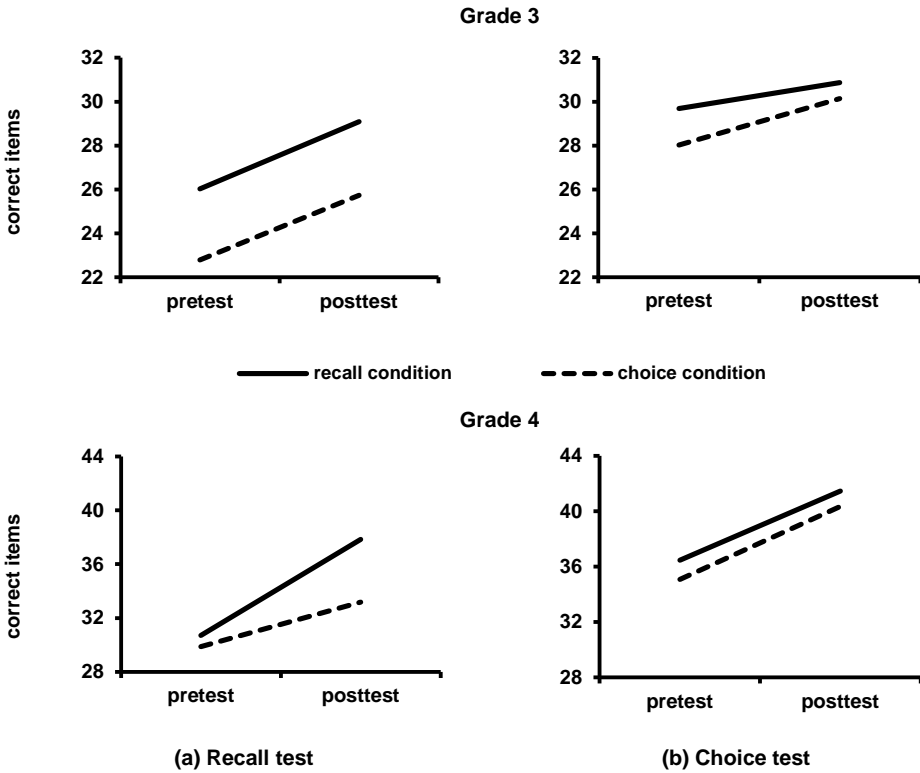 Grade 3
correct items
32
30
28
26
24
22
pretest posttest
32
30
28
26
24
22
pretest posttest
recall condition choice condition
Grade 4
correct items
44
40
36
32
28
pretest posttest
44
40
36
32
28
pretest posttest
(a) Recall test (b) Choice test